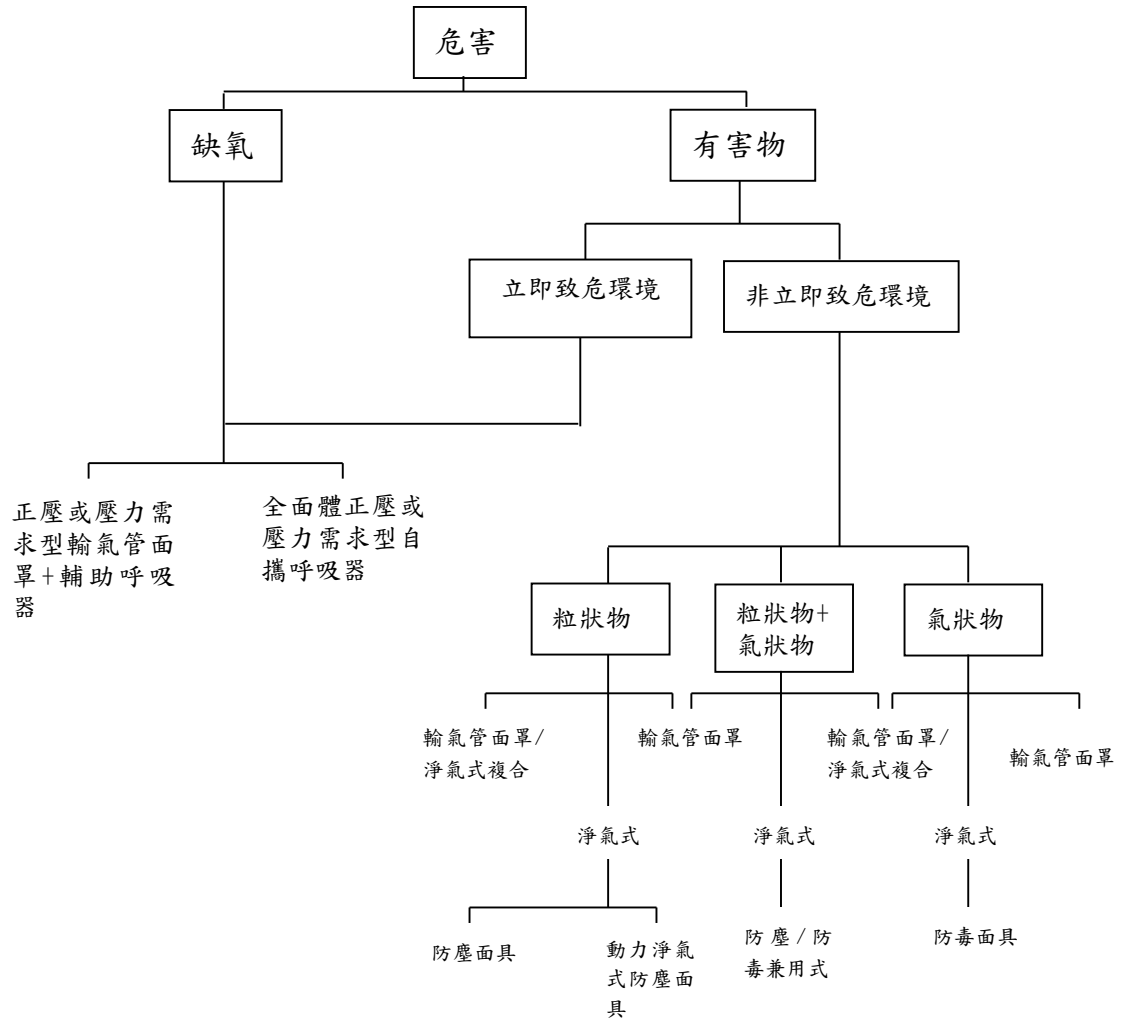 危害
缺氧
有害物
立即致危環境
非立即致危環境
正壓或壓力需
求型輸氣管面
罩+輔助呼吸
器
全面體正壓或
壓力需求型自
攜呼吸器
粒狀物
粒狀物+
氣狀物
氣狀物
輸氣管面罩/
淨氣式複合
輸氣管面罩
輸氣管面罩/
淨氣式複合
輸氣管面罩
淨氣式
淨氣式
淨氣式
防塵面具
動力淨氣
式防塵面
具
防塵/防
毒兼用式
防毒面具